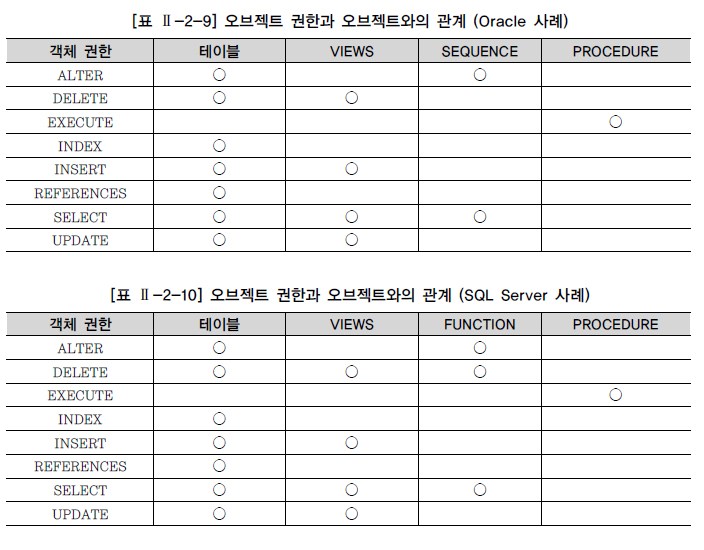 [표 Ⅱ-2-9] 오브젝트 권한과 오브젝트와의 관계 (Oracle 사례)
객체 권한 테이블 VIEWS SEQUENCE PROCEDURE
ALTER ○ ○
DELETE ○ ○
EXECUTE ○
INDEX ○
INSERT ○ ○
REFERENCES ○
SELECT ○ ○ ○
UPDATE ○ ○
[표 Ⅱ-2-10] 오브젝트 권한과 오브젝트와의 관계 (SQL Server 사례)
객체 권한 테이블 VIEWS FUNCTION PROCEDURE
ALTER ○ ○
DELETE ○ ○ ○
EXECUTE ○
INDEX ○
INSERT ○ ○
REFERENCES ○
SELECT ○ ○ ○
UPDATE ○ ○